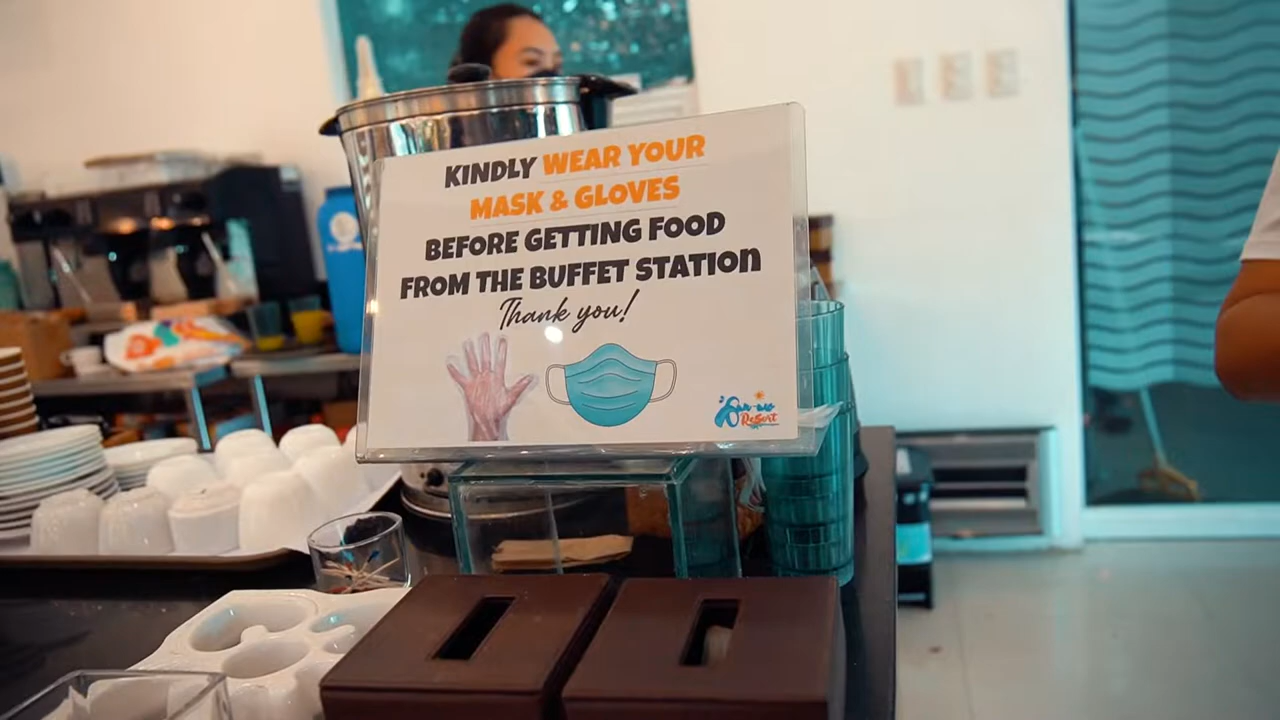 KINDLY WEAR YOUR
MASK & GLOVES
BEFORE GETTING FOOD
FROM THE BUFFET STATION
Thank you!
Resort